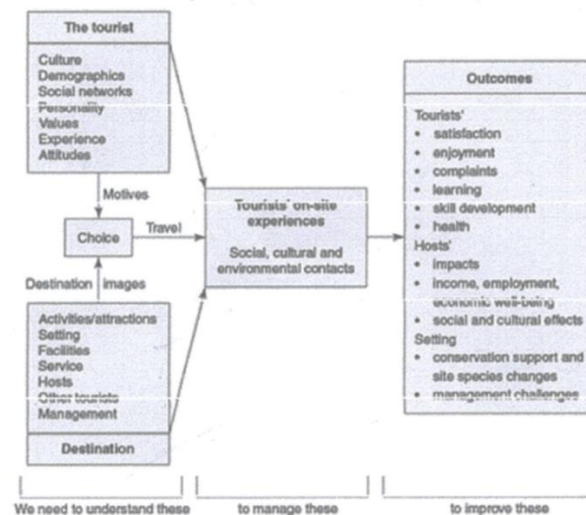 The tourist
Culture
Demographics
Social networks
Personality
Values
Experience
Attitudes
Motives
Choice
Travel
Destination images
Activities/attractions
Setting
Facilities
Service
Hosts
Other tourists
Management
Destination
Tourists' on-site
experiences
Social, cultural and
environmental contacts
Outcomes
Tourists'
• satisfaction
• enjoyment
• complaints
• learning
• skill development
• health
Hosts'
• impacts
• income, employment,
economic well-being
• social and cultural effects
Setting
• conservation support and
site species changes
• management challenges
We need to understand these
to manage these
to improve these